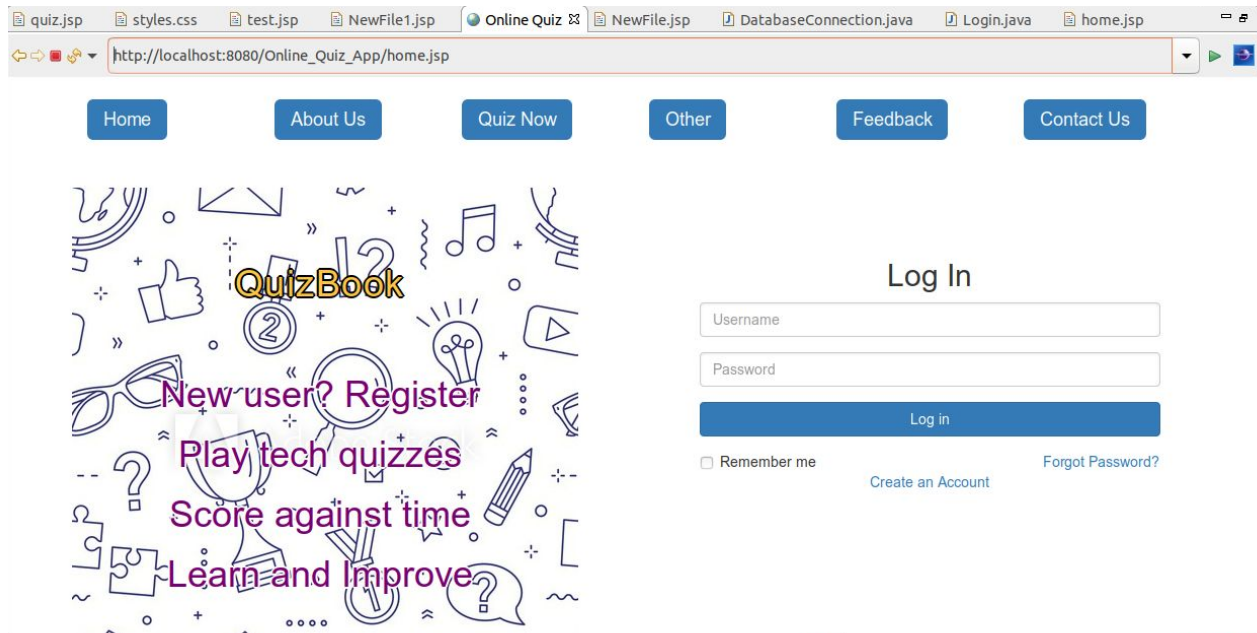 quiz.jsp styles.css test.jsp NewFile1.jsp Online Quiz NewFile.jsp DatabaseConnection.java Login.java home.jsp
http://localhost:8080/Online_Quiz_App/home.jsp
Home About Us Quiz Now Other Feedback Contact Us
12
QuizBook
2
New user? Register
Play tech quizzes
Score against time
Learn and Improve
1
Log In
Username
Password
Log in
Remember me Forgot Password?
Create an Account